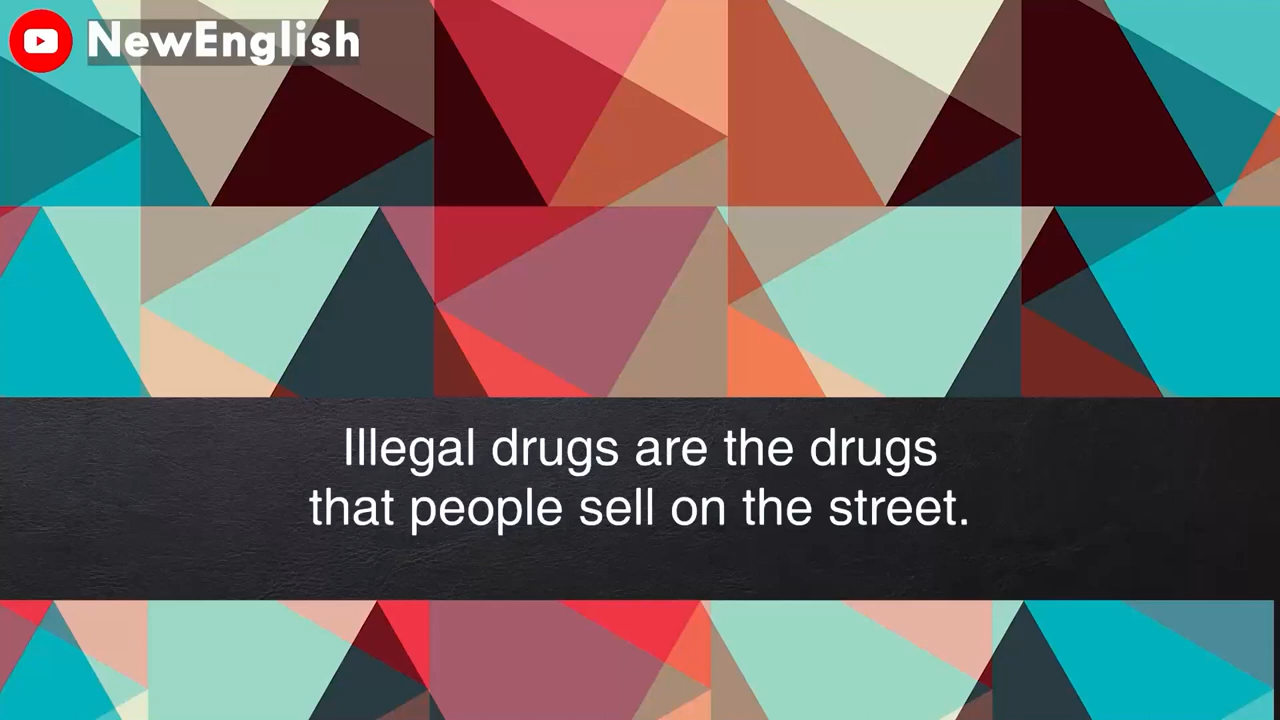 NewEnglish
Illegal drugs are the drugs
that people sell on the street.